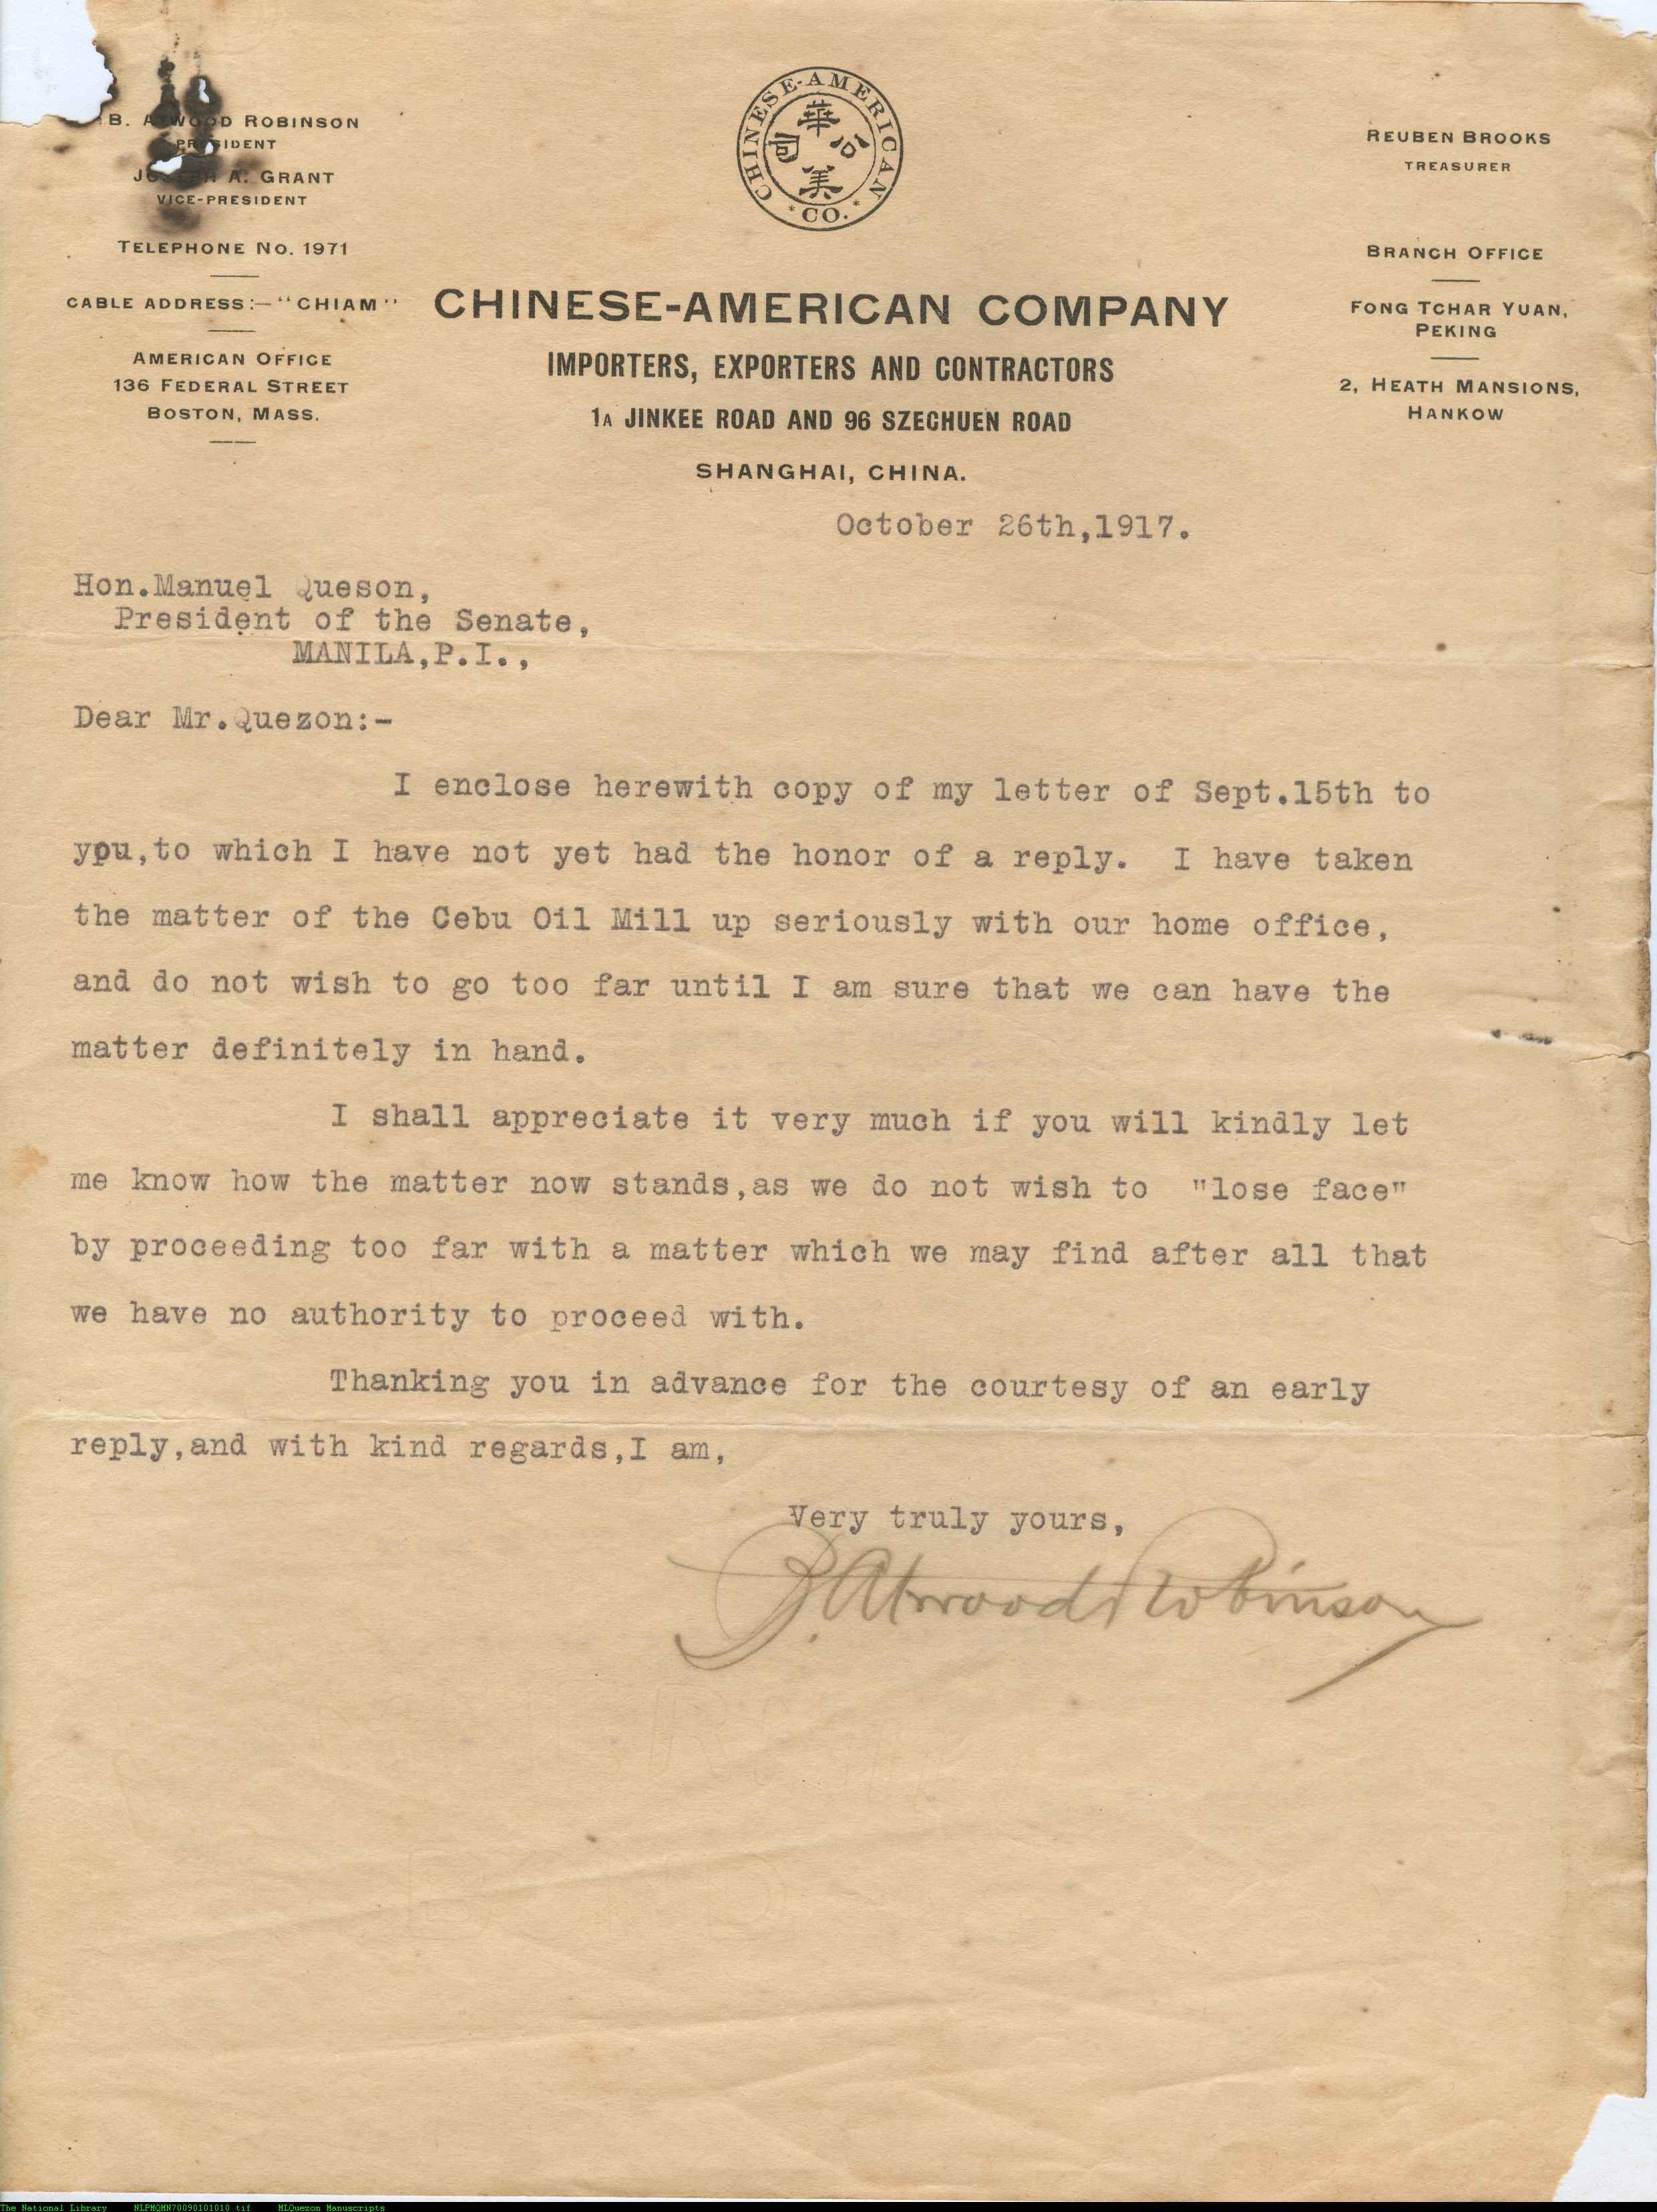 B. ATWOOD ROBINSON
PRESIDENT
JOSEPH A. GRANT
VICE-PRESIDENT
TELEPHONE NO. 1971
CABLE ADDRESS:—"CHIAM"
AMERICAN OFFICE
136 FEDERAL STREET
BOSTON, MASS.
CHINESE-AMERICAN
CO.
華
司 公
美
CHINESE-AMERICAN COMPANY
IMPORTERS, EXPORTERS AND CONTRACTORS
1A JINKEE ROAD AND 96 SZECHUEN ROAD
SHANGHAI, CHINA.
REUBEN BROOKS
TREASURER
BRANCH OFFICE
FONG TCHAR YUAN,
PEKING
2, HEATH MANSIONS,
HANKOW
October 26th,1917.
Hon.Manuel Queson,
President of the Senate,
MANILA,P.I.,
Dear Mr.Quezon:-
I enclose herewith copy of my letter of Sept.15th to
you,to which I have not yet had the honor of a reply. I have taken
the matter of the Cebu Oil Mill up seriously with our home office,
and do not wish to go too far until I am sure that we can have the
matter definitely in hand.
I shall appreciate it very much if you will kindly let
me know how the matter now stands,as we do not wish to "lose face"
by proceeding too far with a matter which we may find after all that
we have no authority to proceed with.
Thanking you in advance for the courtesy of an early
reply,and with kind regards,I am,
Very truly yours,
B. Atwood Robinson
The National Library NLPMQMN70090101010.tif MLQuezon Manuscripts